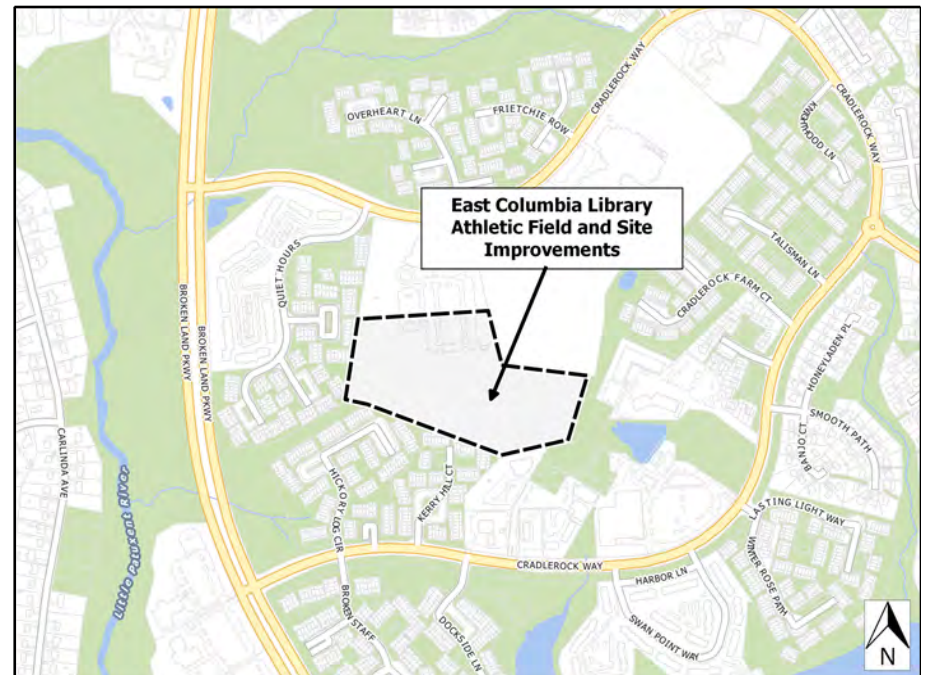 CRADLEROCK WAY
CRADLEROCK WAY
OVERHEART LN
FRIETCHIE ROW
KNIGHTHOOD LN
East Columbia Library
Athletic Field and Site
Improvements
TALISMAN LN
QUIET HOURS
CRADLEROCK FARM CT
BROKEN LAND PKWY
BROKEN LAND PKWY
HONEYLADEN PL
SMOOTH PATH
BANJO CT
CARLINDA AVE
HICKORY LOG CIR
KERRY HILL CT
Little Patuxent River
LASTING LIGHT WAY
WINTER ROSE PATH
CRADLEROCK WAY
HARBOR LN
BROKEN STAFF
DOCKSIDE LN
SWAN POINT WAY
N